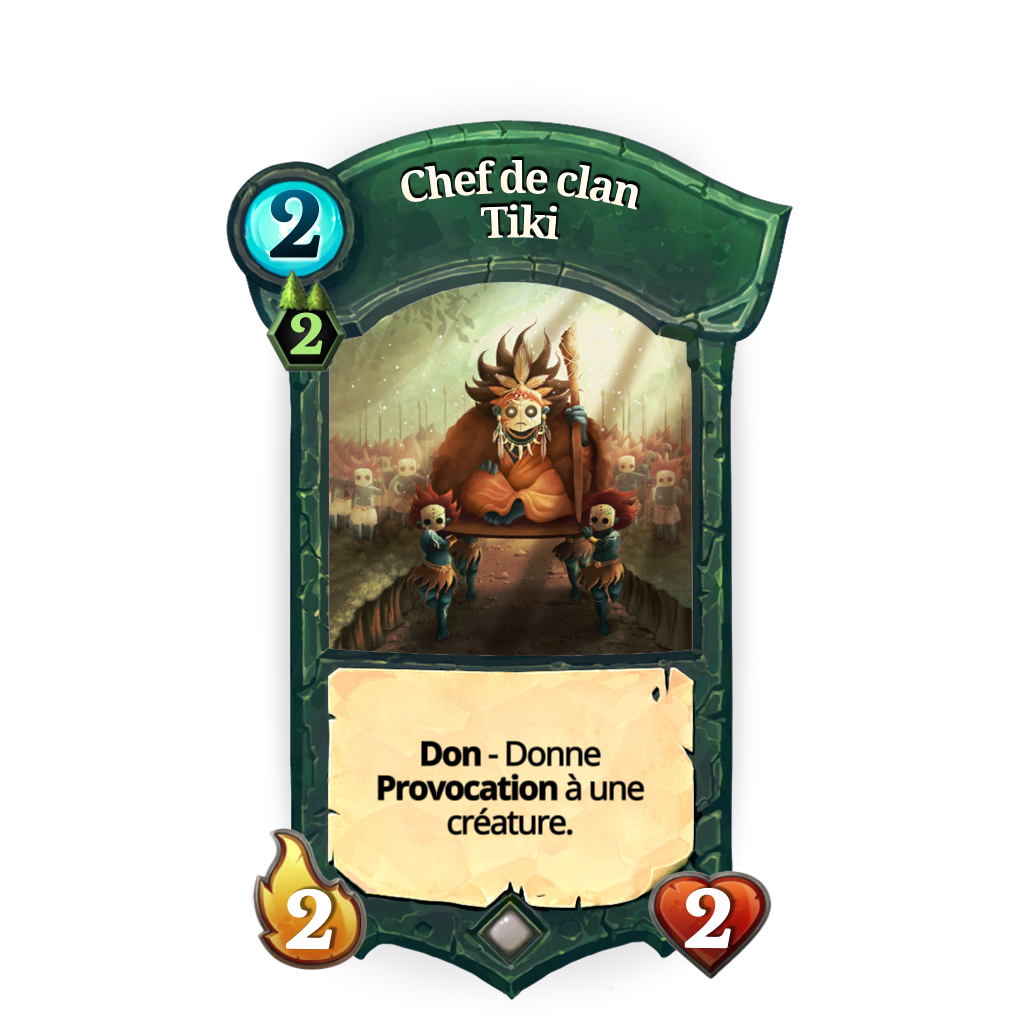 Chef de clan
Tiki
2
2
Don - Donne
Provocation à une
créature.
2
2